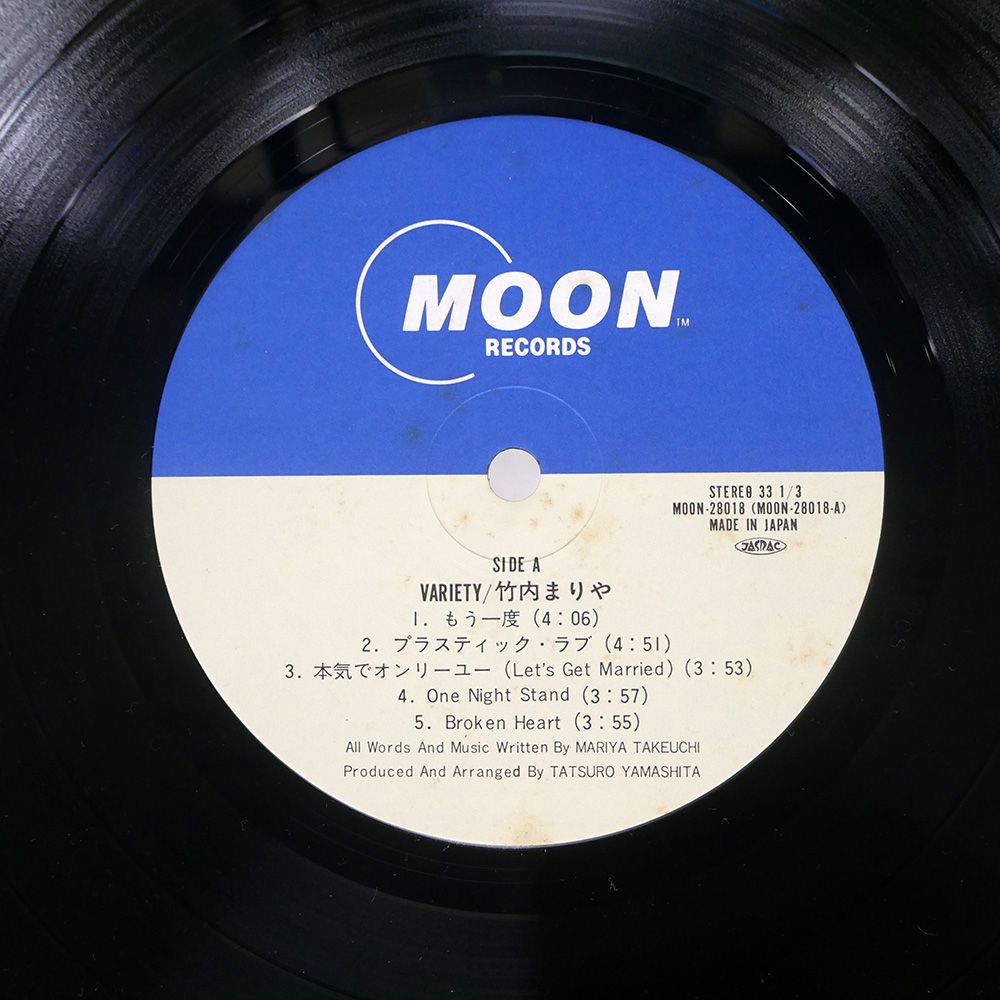 MOON TM
RECORDS
STEREO 33 1/3
MOON-28018 (MOON-28018-A)
MADE IN JAPAN
JASRAC
SIDE A
VARIETY/竹内まりや
1. もう一度 (4:06)
2. プラスティック・ラブ (4:51)
3. 本気でオンリーユー (Let's Get Married) (3:53)
4. One Night Stand (3:57)
5. Broken Heart (3:55)
All Words And Music Written By MARIYA TAKEUCHI
Produced And Arranged By TATSURO YAMASHITA